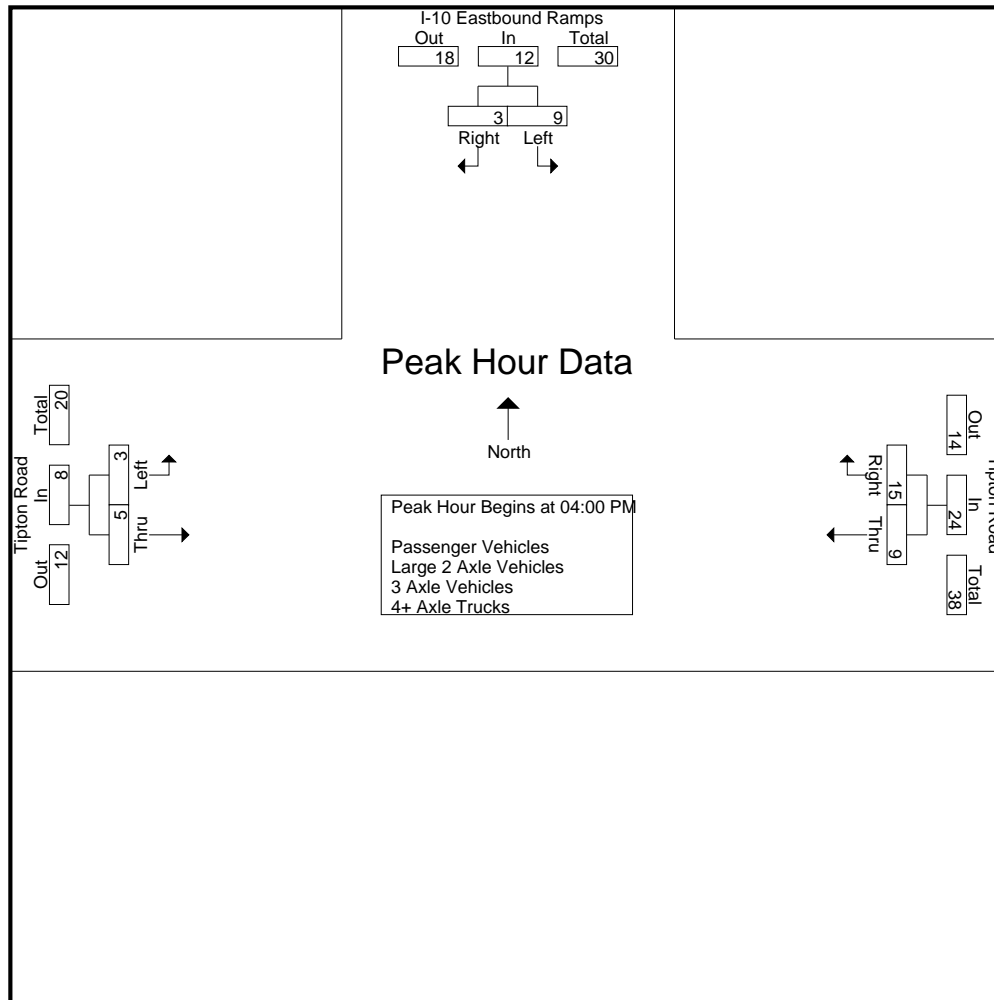 I-10 Eastbound Ramps
Out In Total
18 12 30
3 9
Right Left
Peak Hour Data
North
Peak Hour Begins at 04:00 PM
Passenger Vehicles
Large 2 Axle Vehicles
3 Axle Vehicles
4+ Axle Trucks
Tipton Road
Out In Total
12 8 20
5 3
Thru Left
Tipton Road
Out In Total
14 24 38
15 9
Right Thru